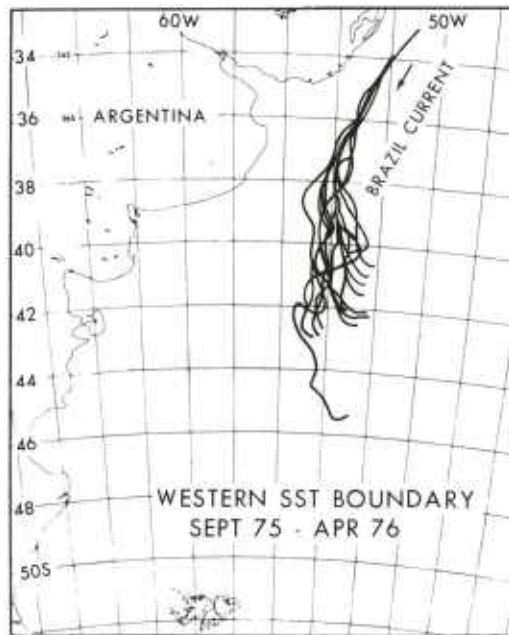 60W
50W
34
36
ARGENTINA
BRAZIL CURRENT
38
40
42
44
46
WESTERN SST BOUNDARY
48
SEPT 75 - APR 76
50S